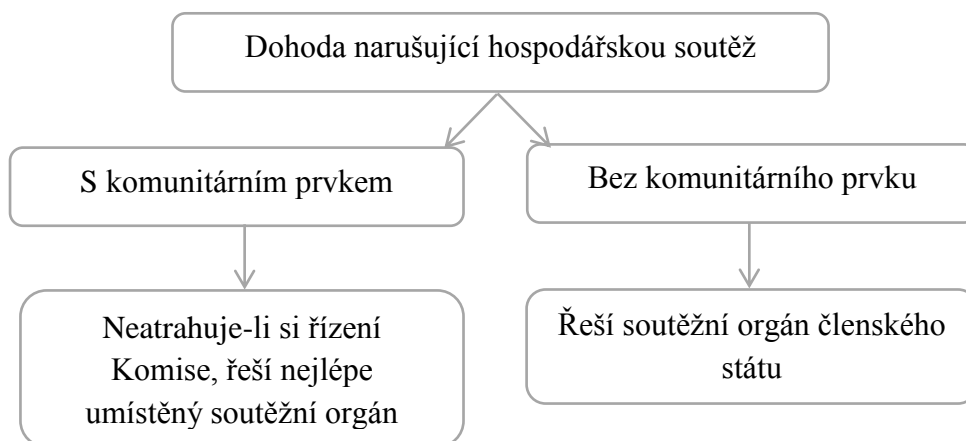 Dohoda narušující hospodářskou soutěž
S komunitárním prvkem
Bez komunitárního prvku
Neatrahuje-li si řízení
Komise, řeší nejlépe
umístěný soutěžní orgán
Řeší soutěžní orgán členského
státu